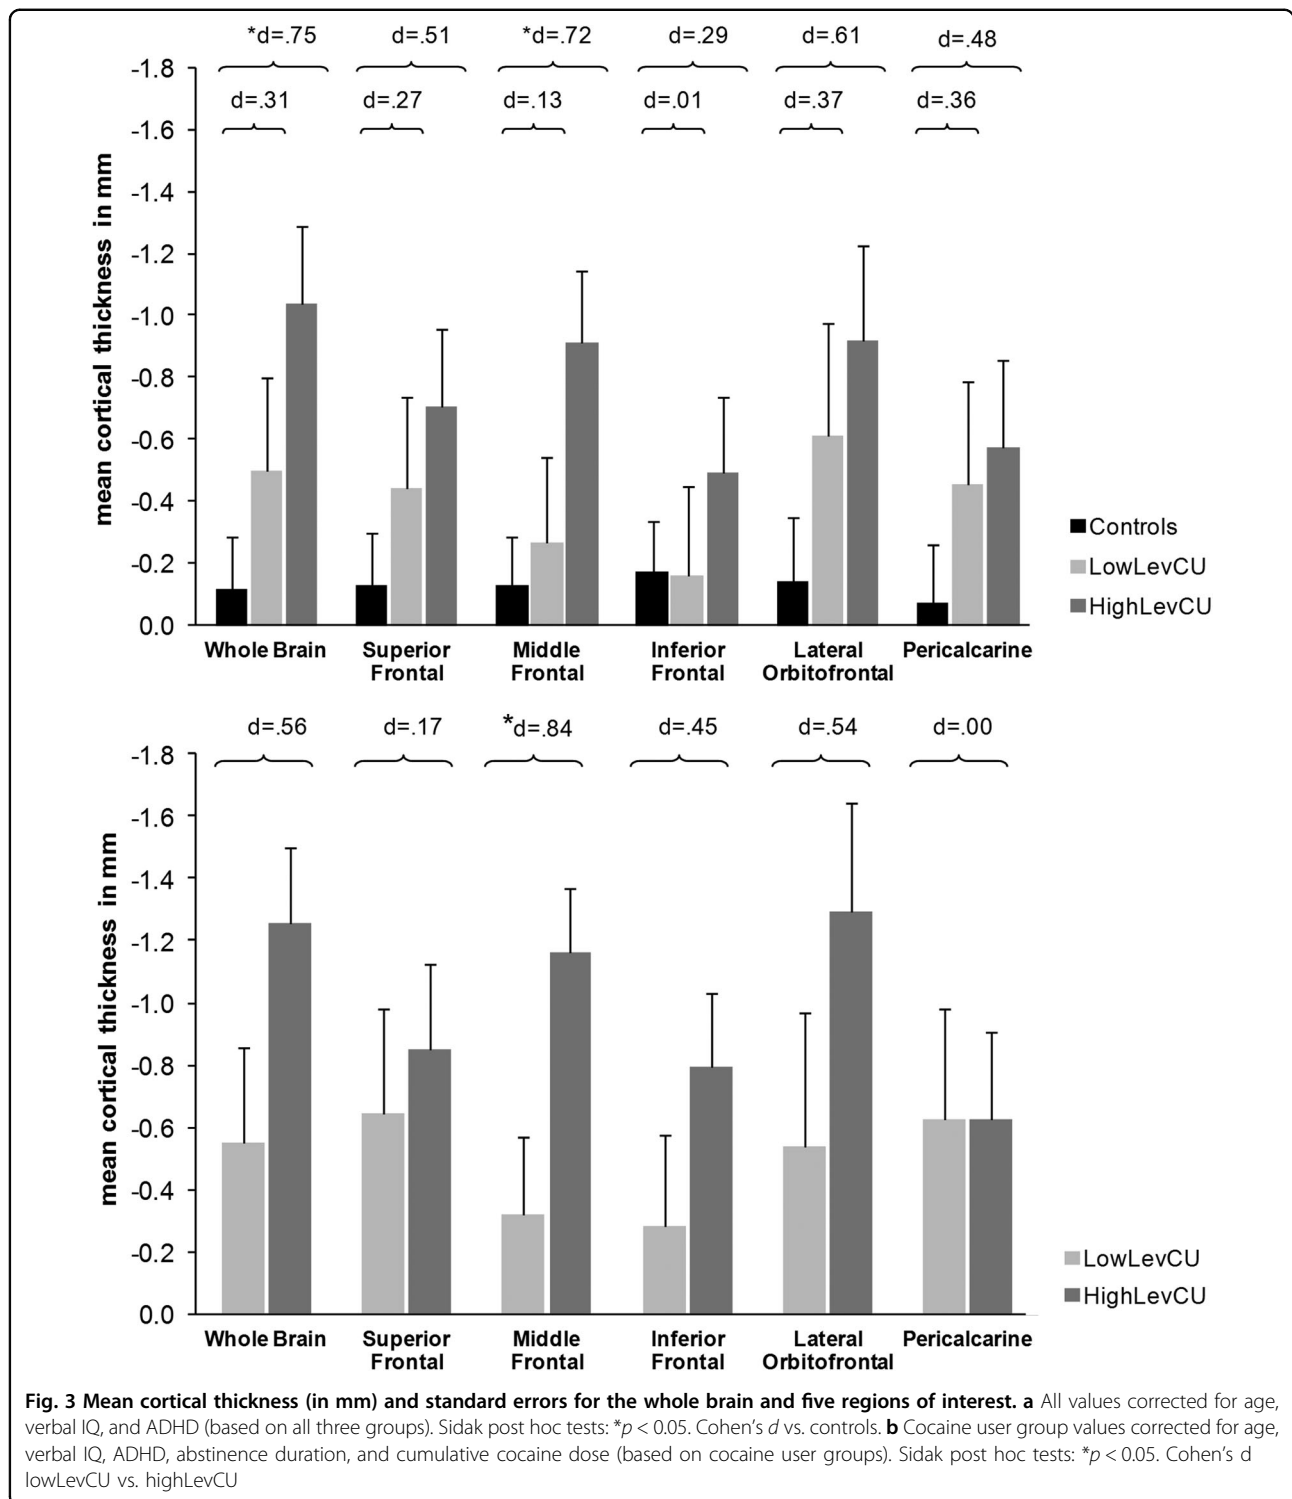 *d=.75 d=.51 *d=.72 d=.29 d=.61 d=.48
-1.8
d=.31 d=.27 d=.13 d=.01 d=.37 d=.36
-1.6
-1.4
-1.2
-1.0
-0.8
-0.6
-0.4
-0.2
0.0
mean cortical thickness in mm
Controls
LowLevCU
HighLevCU
Whole Brain Superior Middle Inferior Lateral Pericalcarine
Frontal Frontal Frontal Orbitofrontal
d=.56 d=.17 *d=.84 d=.45 d=.54 d=.00
-1.8
-1.6
-1.4
-1.2
-1.0
-0.8
-0.6
-0.4
-0.2
0.0
mean cortical thickness in mm
LowLevCU
HighLevCU
Whole Brain Superior Middle Inferior Lateral Pericalcarine
Frontal Frontal Frontal Orbitofrontal
Fig. 3 Mean cortical thickness (in mm) and standard errors for the whole brain and five regions of interest. a All values corrected for age,
verbal IQ, and ADHD (based on all three groups). Sidak post hoc tests: *p < 0.05. Cohen's d vs. controls. b Cocaine user group values corrected for age,
verbal IQ, ADHD, abstinence duration, and cumulative cocaine dose (based on cocaine user groups). Sidak post hoc tests: *p < 0.05. Cohen's d
lowLevCU vs. highLevCU